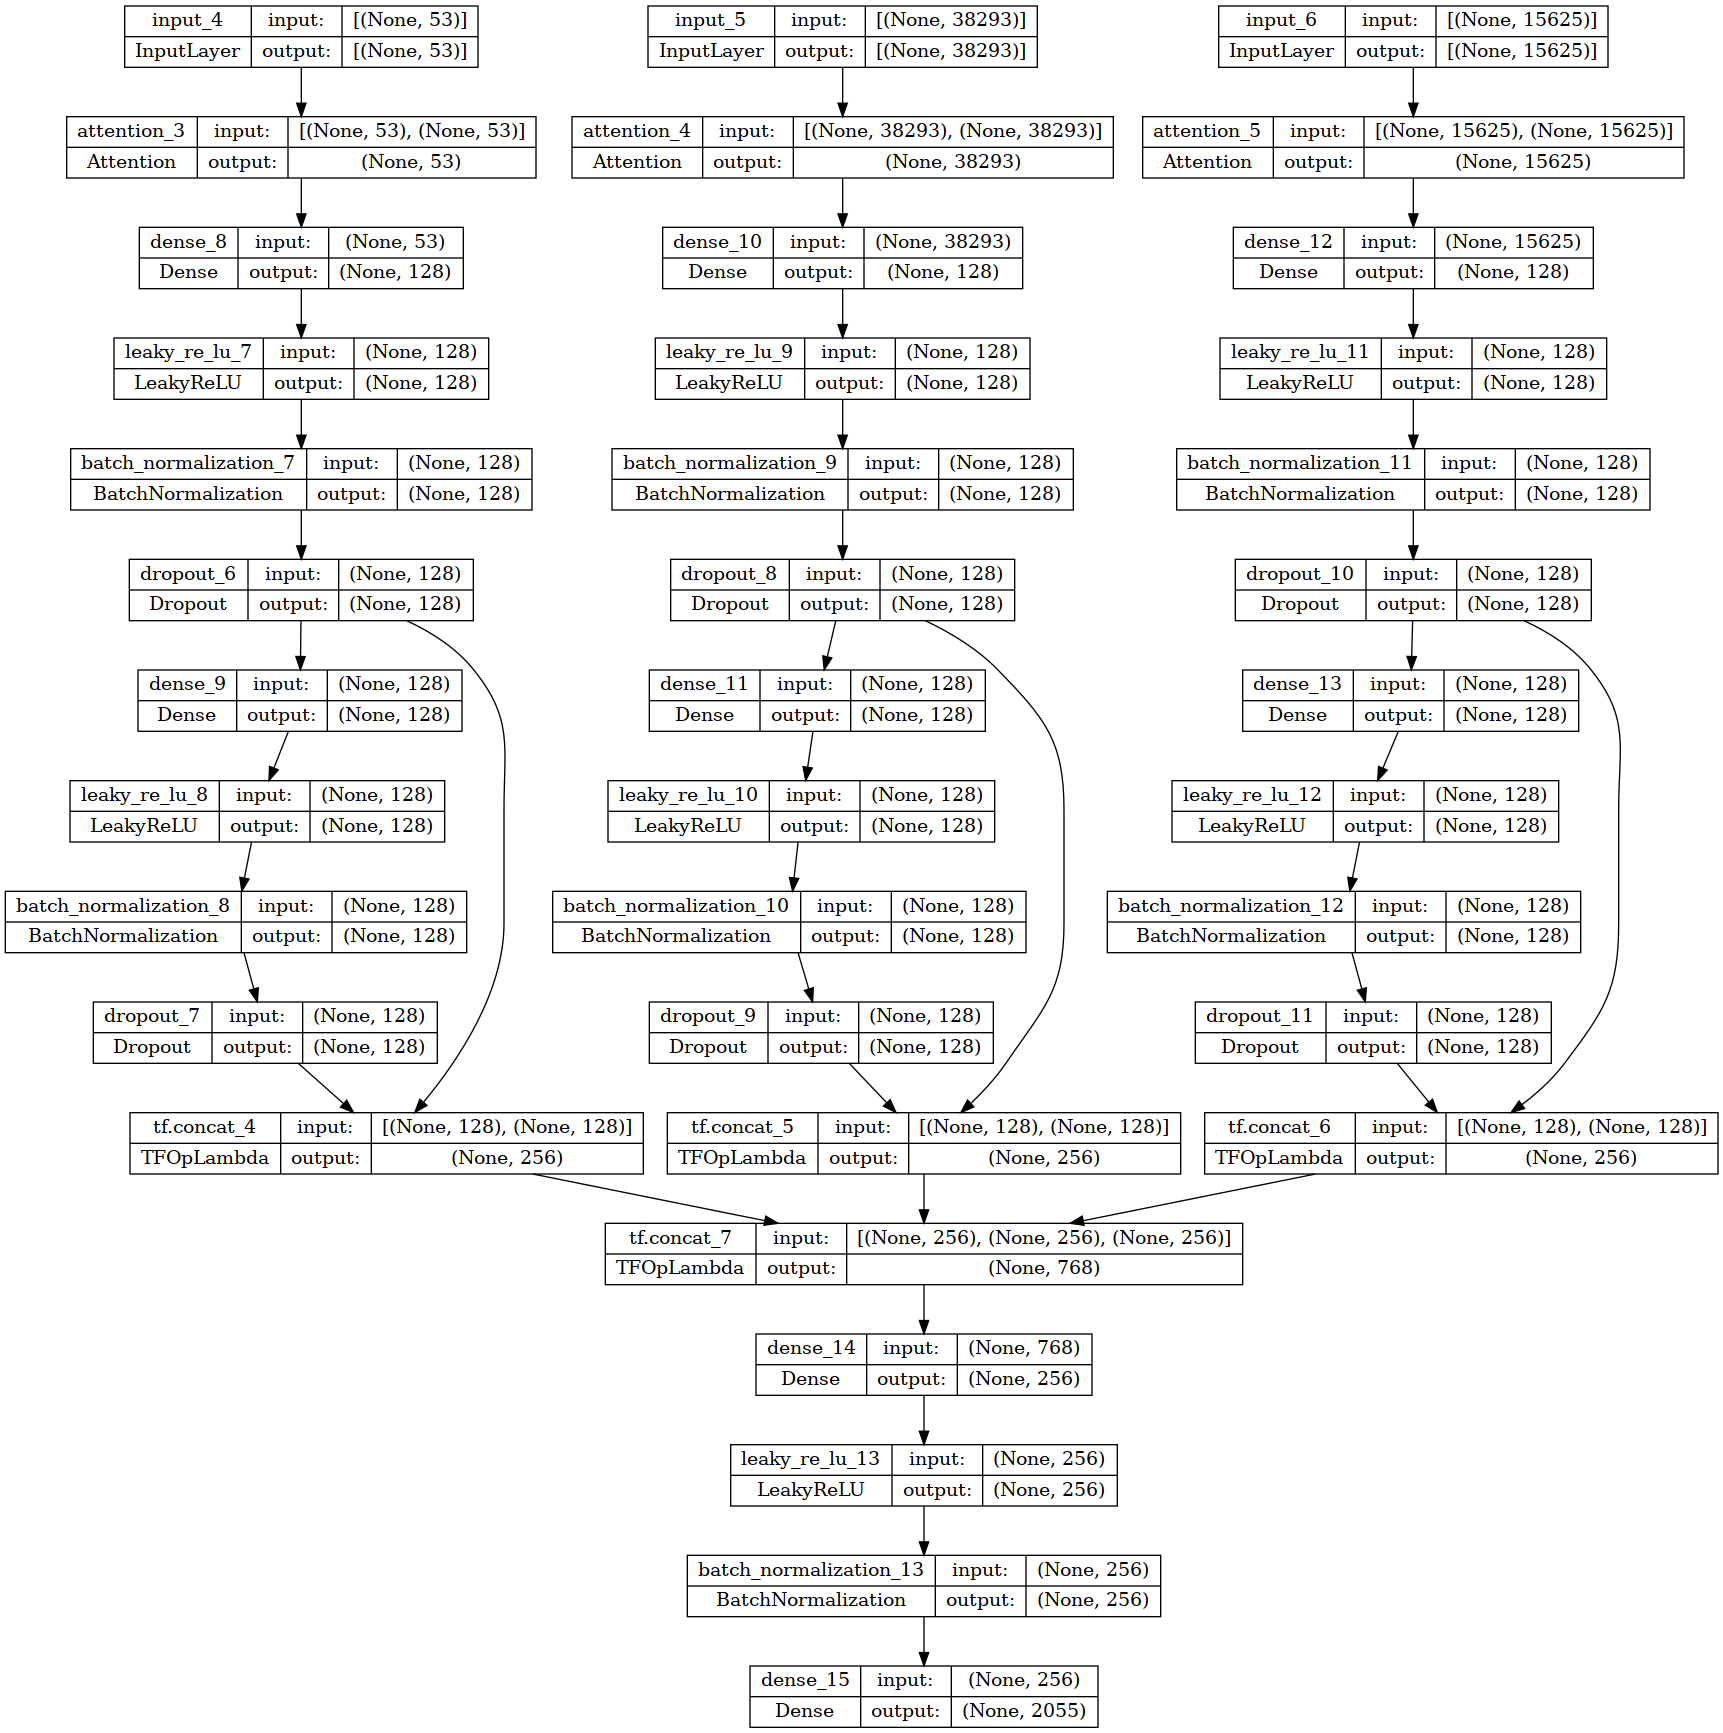 input_4 input: [(None, 53)]
InputLayer output: [(None, 53)]
input_5 input: [(None, 38293)]
InputLayer output: [(None, 38293)]
input_6 input: [(None, 15625)]
InputLayer output: [(None, 15625)]
attention_3 input: [(None, 53), (None, 53)]
Attention output: (None, 53)
attention_4 input: [(None, 38293), (None, 38293)]
Attention output: (None, 38293)
attention_5 input: [(None, 15625), (None, 15625)]
Attention output: (None, 15625)
dense_8 input: (None, 53)
Dense output: (None, 128)
dense_10 input: (None, 38293)
Dense output: (None, 128)
dense_12 input: (None, 15625)
Dense output: (None, 128)
leaky_re_lu_7 input: (None, 128)
LeakyReLU output: (None, 128)
leaky_re_lu_9 input: (None, 128)
LeakyReLU output: (None, 128)
leaky_re_lu_11 input: (None, 128)
LeakyReLU output: (None, 128)
batch_normalization_7 input: (None, 128)
BatchNormalization output: (None, 128)
batch_normalization_9 input: (None, 128)
BatchNormalization output: (None, 128)
batch_normalization_11 input: (None, 128)
BatchNormalization output: (None, 128)
dropout_6 input: (None, 128)
Dropout output: (None, 128)
dropout_8 input: (None, 128)
Dropout output: (None, 128)
dropout_10 input: (None, 128)
Dropout output: (None, 128)
dense_9 input: (None, 128)
Dense output: (None, 128)
dense_11 input: (None, 128)
Dense output: (None, 128)
dense_13 input: (None, 128)
Dense output: (None, 128)
leaky_re_lu_8 input: (None, 128)
LeakyReLU output: (None, 128)
leaky_re_lu_10 input: (None, 128)
LeakyReLU output: (None, 128)
leaky_re_lu_12 input: (None, 128)
LeakyReLU output: (None, 128)
batch_normalization_8 input: (None, 128)
BatchNormalization output: (None, 128)
batch_normalization_10 input: (None, 128)
BatchNormalization output: (None, 128)
batch_normalization_12 input: (None, 128)
BatchNormalization output: (None, 128)
dropout_7 input: (None, 128)
Dropout output: (None, 128)
dropout_9 input: (None, 128)
Dropout output: (None, 128)
dropout_11 input: (None, 128)
Dropout output: (None, 128)
tf.concat_4 input: [(None, 128), (None, 128)]
TFOpLambda output: (None, 256)
tf.concat_5 input: [(None, 128), (None, 128)]
TFOpLambda output: (None, 256)
tf.concat_6 input: [(None, 128), (None, 128)]
TFOpLambda output: (None, 256)
tf.concat_7 input: [(None, 256), (None, 256), (None, 256)]
TFOpLambda output: (None, 768)
dense_14 input: (None, 768)
Dense output: (None, 256)
leaky_re_lu_13 input: (None, 256)
LeakyReLU output: (None, 256)
batch_normalization_13 input: (None, 256)
BatchNormalization output: (None, 256)
dense_15 input: (None, 256)
Dense output: (None, 2055)